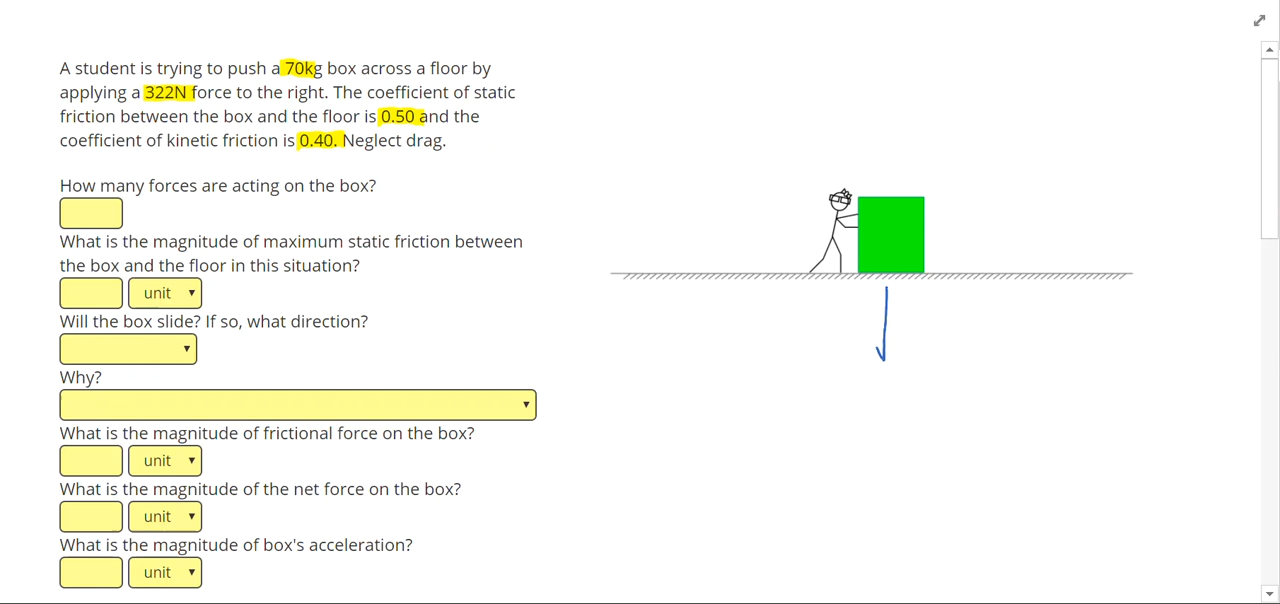 A student is trying to push a 70kg box across a floor by
applying a 322N force to the right. The coefficient of static
friction between the box and the floor is 0.50 and the
coefficient of kinetic friction is 0.40. Neglect drag.
How many forces are acting on the box?
What is the magnitude of maximum static friction between
the box and the floor in this situation?
unit
Will the box slide? If so, what direction?
Why?
What is the magnitude of frictional force on the box?
unit
What is the magnitude of the net force on the box?
unit
What is the magnitude of box's acceleration?
unit